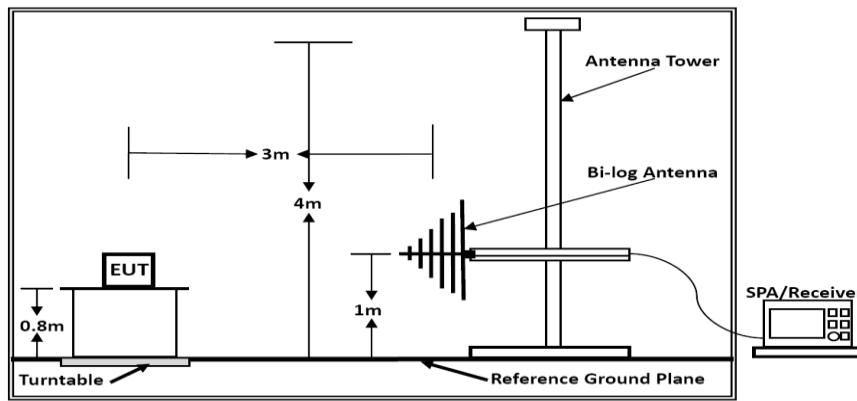 Antenna Tower
3m
Bi-log Antenna
4m
EUT
SPA/Receive
1m
0.8m
Turntable
Reference Ground Plane